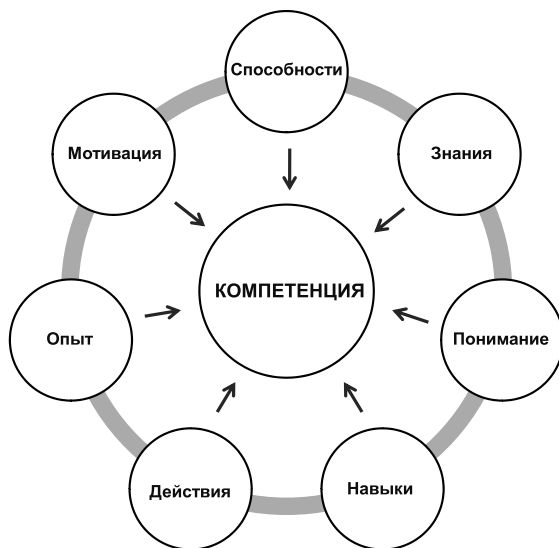 Способности
Мотивация
Знания
КОМПЕТЕНЦИЯ
Опыт
Понимание
Действия
Навыки